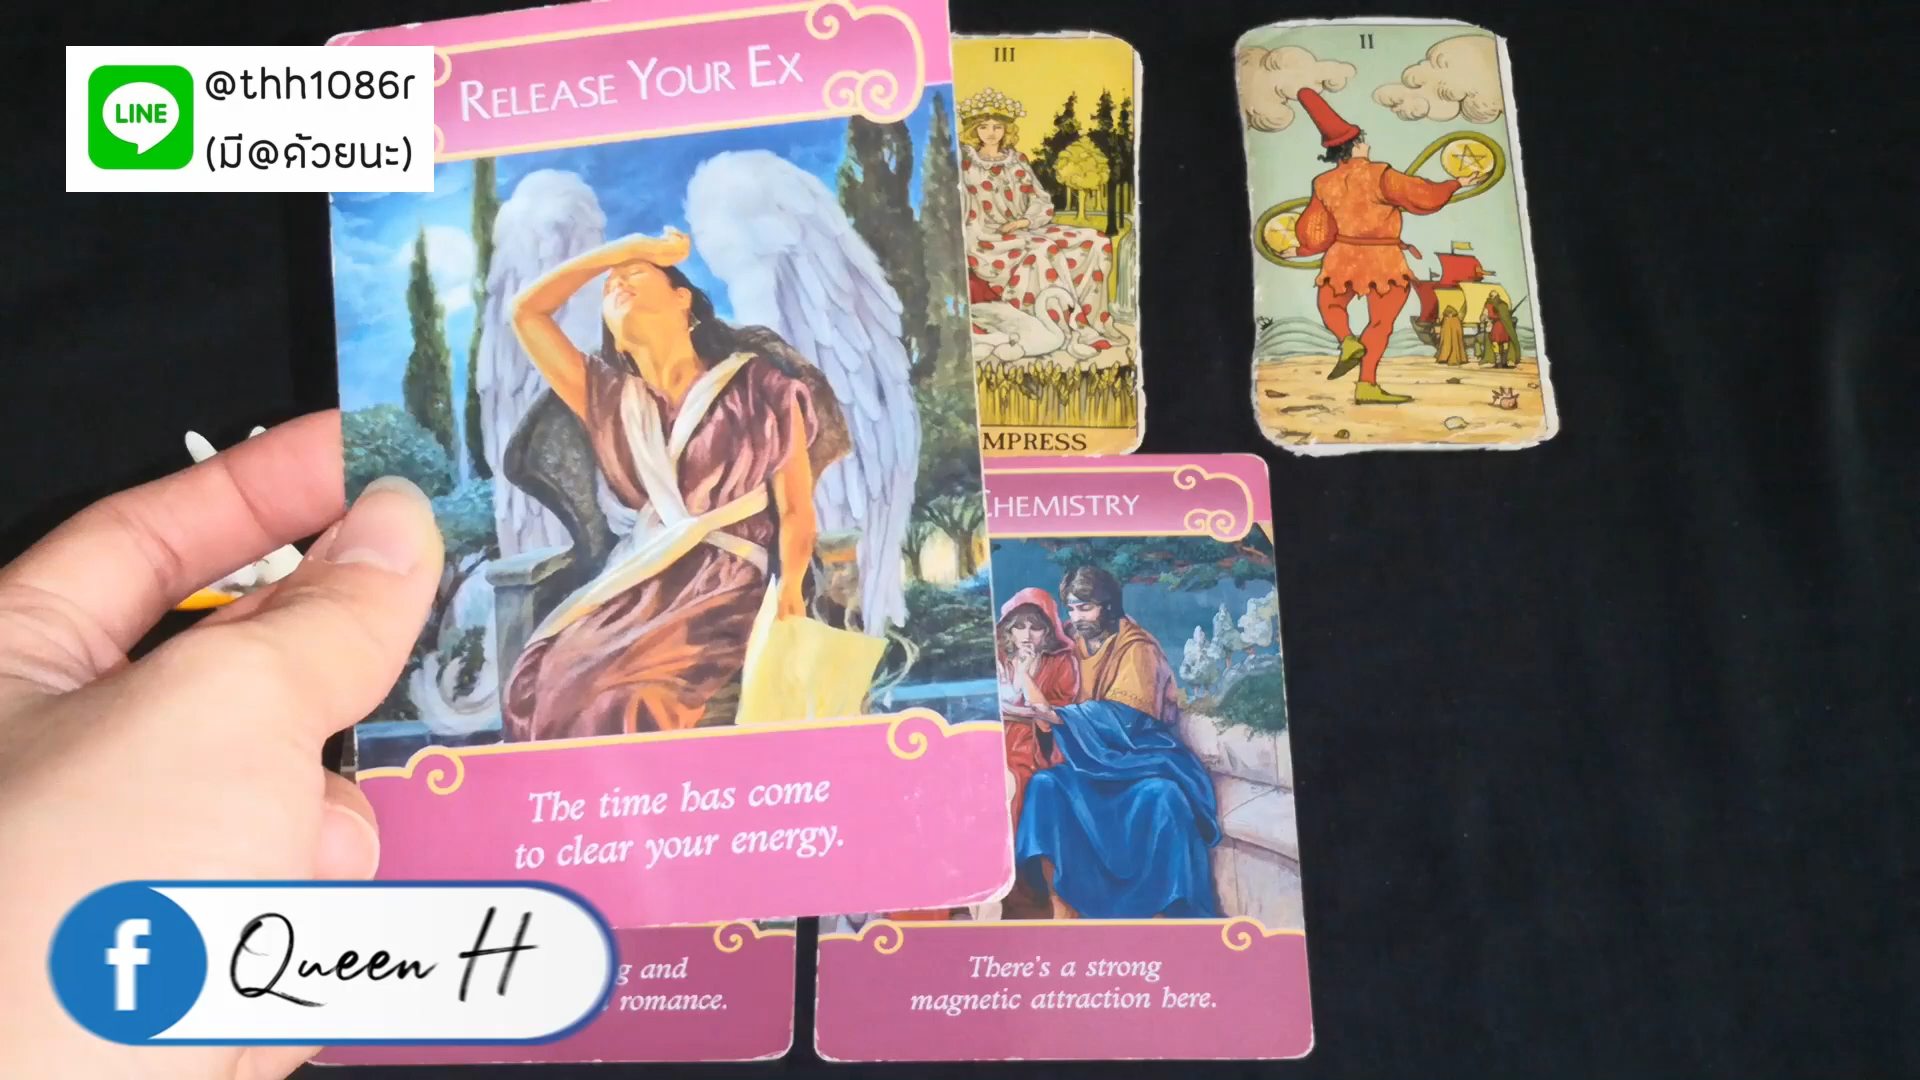 @thh1086r
LINE
(มี@ด้วยนะ)
RELEASE YOUR EX
III
II
MPRESS
CHEMISTRY
The time has come
to clear your energy.
f
Queen H
g and
romance.
There's a strong
magnetic attraction here.